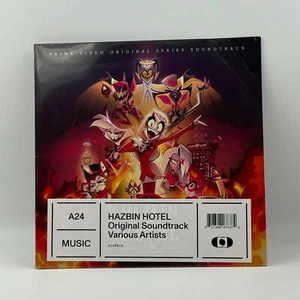 PRIME VIDEO ORIGINAL SERIES SOUNDTRACK
A24
MUSIC
HAZBIN HOTEL
Original Soundtrack
Various Artists